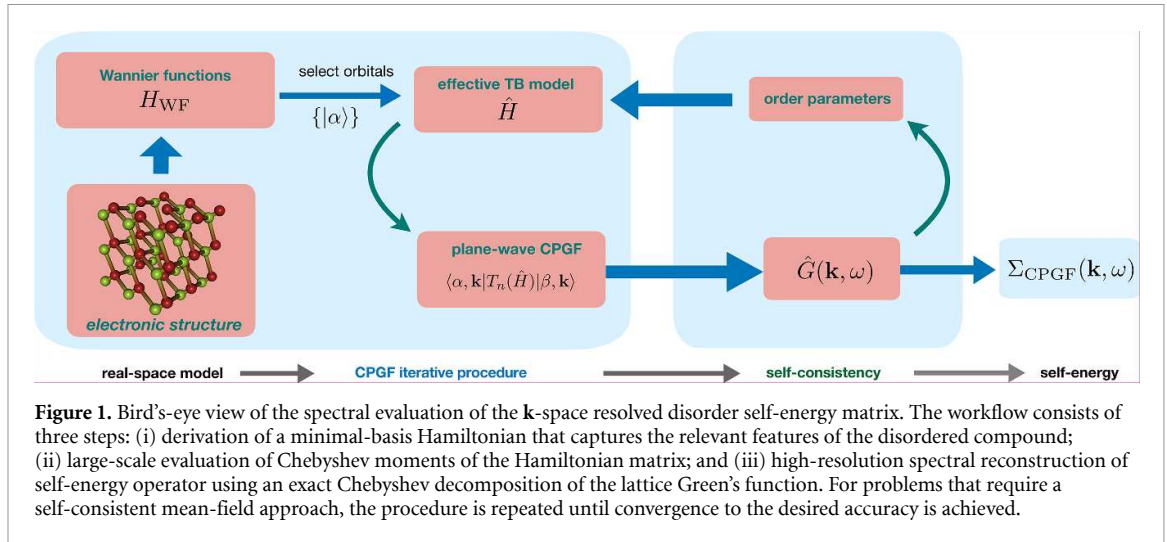 Wannier functions
H_WF
select orbitals
{|α⟩}
effective TB model
Ĥ
order parameters
electronic structure
plane-wave CPGF
⟨α, k|T_n(Ĥ)|β, k⟩
Ĝ(k, ω)
Σ_CPGF(k, ω)
real-space model
CPGF iterative procedure
self-consistency
self-energy
Figure 1. Bird's-eye view of the spectral evaluation of the k-space resolved disorder self-energy matrix. The workflow consists of
three steps: (i) derivation of a minimal-basis Hamiltonian that captures the relevant features of the disordered compound;
(ii) large-scale evaluation of Chebyshev moments of the Hamiltonian matrix; and (iii) high-resolution spectral reconstruction of
self-energy operator using an exact Chebyshev decomposition of the lattice Green's function. For problems that require a
self-consistent mean-field approach, the procedure is repeated until convergence to the desired accuracy is achieved.